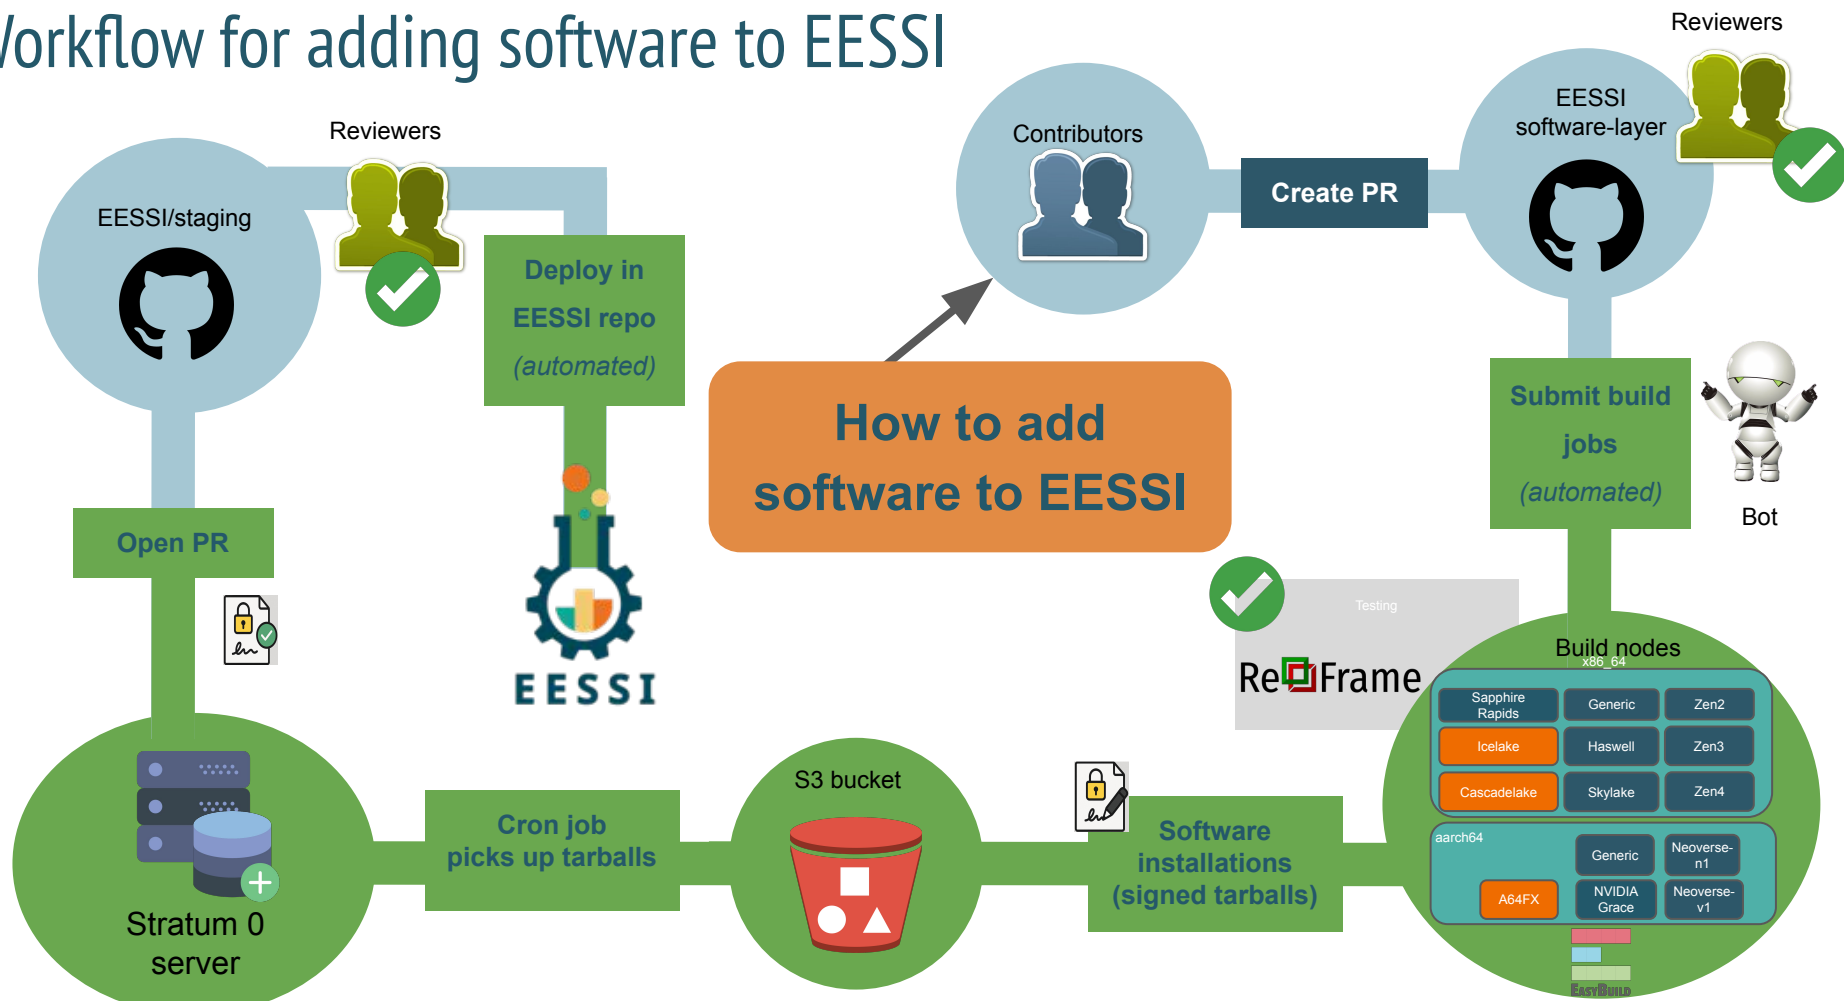 Workflow for adding software to EESSI
Reviewers
Reviewers
Contributors
Create PR
EESSI
software-layer
EESSI/staging
Deploy in
EESSI repo
(automated)
How to add
software to EESSI
Submit build
jobs
(automated)
Bot
Open PR
EESSI
Testing
ReFrame
Build nodes
x86_64
Sapphire
Rapids
Generic
Zen2
Icelake
Haswell
Zen3
Cascadelake
Skylake
Zen4
aarch64
Generic
Neoverse-
n1
A64FX
NVIDIA
Grace
Neoverse-
v1
EASYBUILD
Software
installations
(signed tarballs)
S3 bucket
Cron job
picks up tarballs
Stratum 0
server